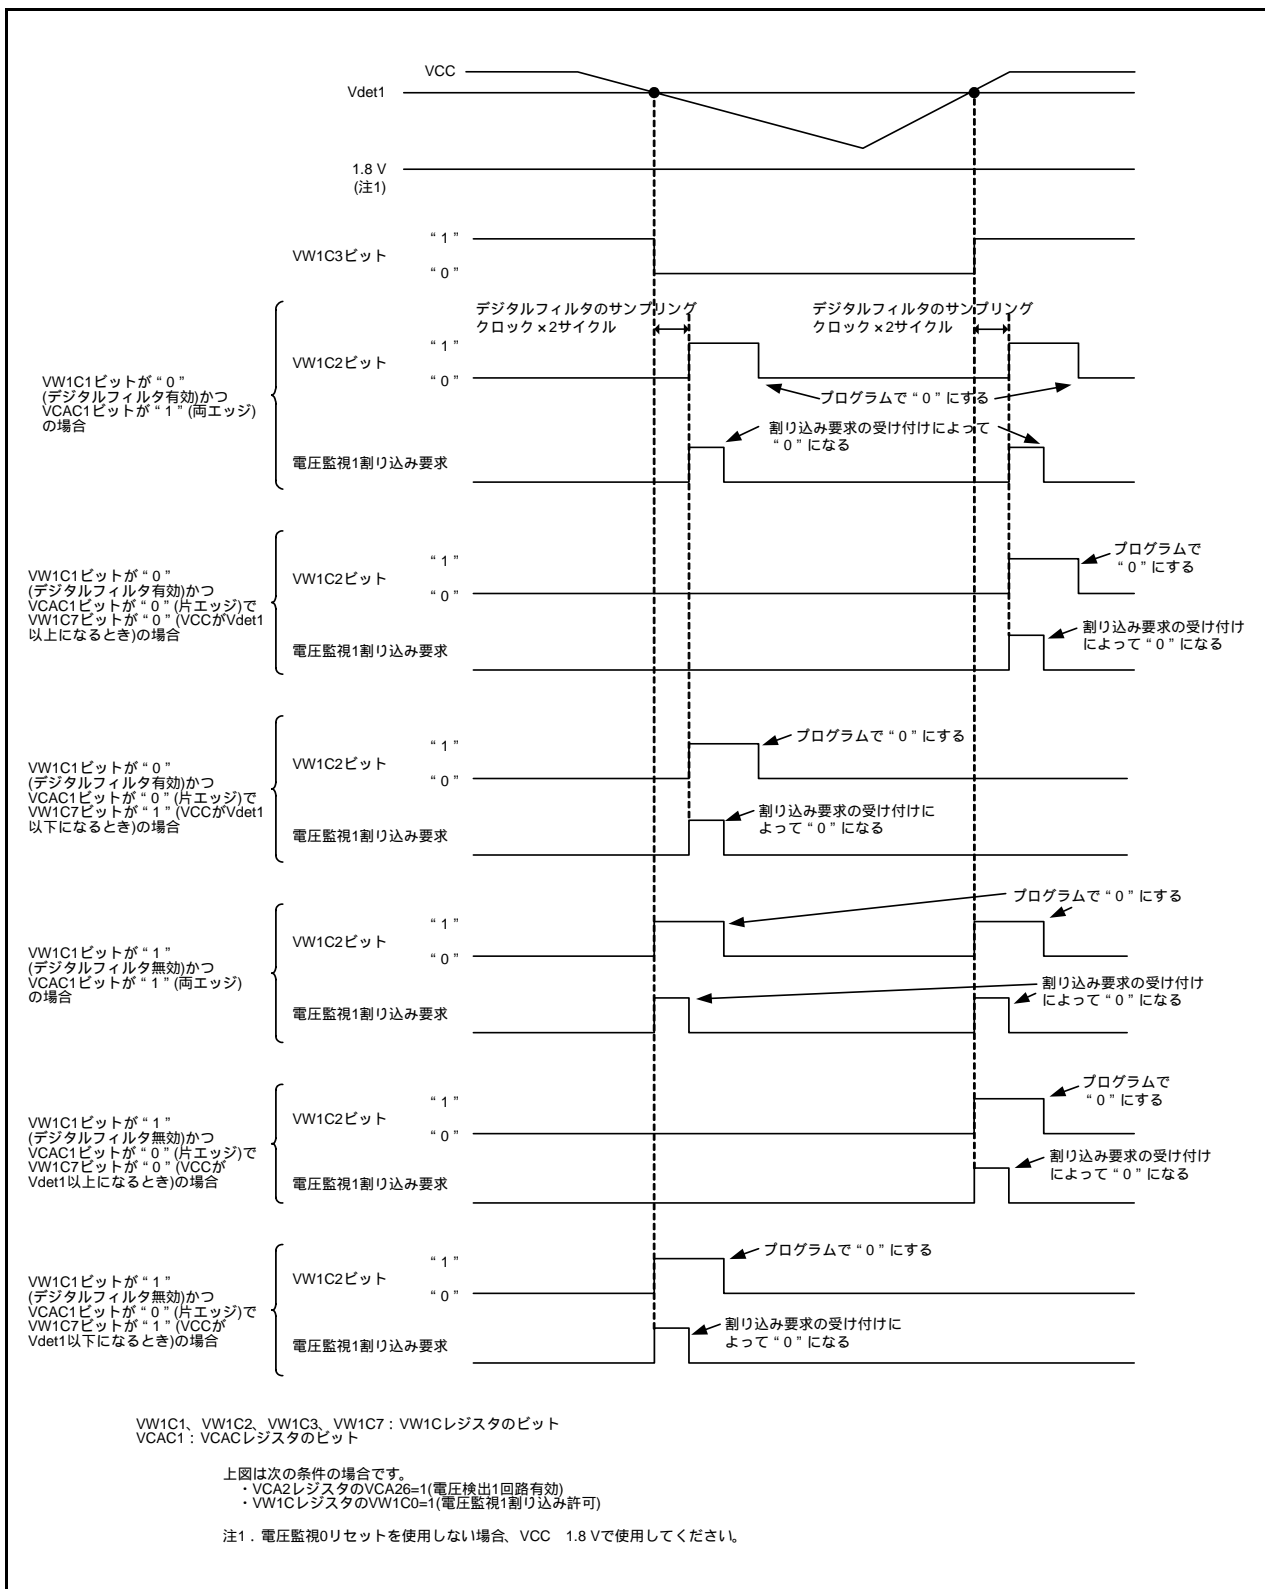 VCC
Vdet1
1.8 V
(注1)
VW1C3ビット
“ 1 ”
“ 0 ”
VW1C1ビットが “ 0 ”
(デジタルフィルタ有効)かつ
VCAC1ビットが “ 1 ” (両エッジ)
の場合
デジタルフィルタのサンプリング
クロック×2サイクル
デジタルフィルタのサンプリング
クロック×2サイクル
VW1C2ビット
“ 1 ”
“ 0 ”
プログラムで “ 0 ” にする
割り込み要求の受け付けによって
“ 0 ” になる
電圧監視1割り込み要求
VW1C1ビットが “ 0 ”
(デジタルフィルタ有効)かつ
VCAC1ビットが “ 0 ” (片エッジ)で
VW1C7ビットが “ 0 ” (VCCがVdet1
以上になるとき)の場合
VW1C2ビット
“ 1 ”
“ 0 ”
プログラムで
“ 0 ” にする
電圧監視1割り込み要求
割り込み要求の受け付け
によって “ 0 ” になる
VW1C1ビットが “ 0 ”
(デジタルフィルタ有効)かつ
VCAC1ビットが “ 0 ” (片エッジ)で
VW1C7ビットが “ 1 ” (VCCがVdet1
以下になるとき)の場合
VW1C2ビット
“ 1 ”
“ 0 ”
プログラムで “ 0 ” にする
電圧監視1割り込み要求
割り込み要求の受け付けに
よって “ 0 ” になる
VW1C1ビットが “ 1 ”
(デジタルフィルタ無効)かつ
VCAC1ビットが “ 1 ” (両エッジ)
の場合
VW1C2ビット
“ 1 ”
“ 0 ”
プログラムで “ 0 ” にする
電圧監視1割り込み要求
割り込み要求の受け付け
によって “ 0 ” になる
VW1C1ビットが “ 1 ”
(デジタルフィルタ無効)かつ
VCAC1ビットが “ 0 ” (片エッジ)で
VW1C7ビットが “ 0 ” (VCCが
Vdet1以上になるとき)の場合
VW1C2ビット
“ 1 ”
“ 0 ”
プログラムで
“ 0 ” にする
電圧監視1割り込み要求
割り込み要求の受け付け
によって “ 0 ” になる
VW1C1ビットが “ 1 ”
(デジタルフィルタ無効)かつ
VCAC1ビットが “ 0 ” (片エッジ)で
VW1C7ビットが “ 1 ” (VCCが
Vdet1以下になるとき)の場合
VW1C2ビット
“ 1 ”
“ 0 ”
プログラムで “ 0 ” にする
電圧監視1割り込み要求
割り込み要求の受け付けに
よって “ 0 ” になる
VW1C1、VW1C2、VW1C3、VW1C7：VW1Cレジスタのビット
VCAC1：VCACレジスタのビット
上図は次の条件の場合です。
・VCA2レジスタのVCA26=1(電圧検出1回路有効)
・VW1CレジスタのVW1C0=1(電圧監視1割り込み許可)
注1．電圧監視0リセットを使用しない場合、VCC　1.8 Vで使用してください。